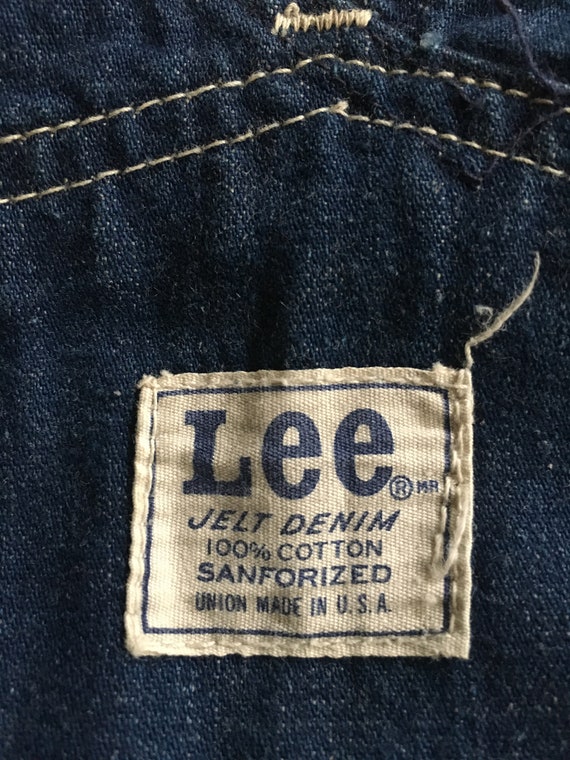 Lee® MR
JELT DENIM
100% COTTON
SANFORIZED
UNION MADE IN U.S.A.